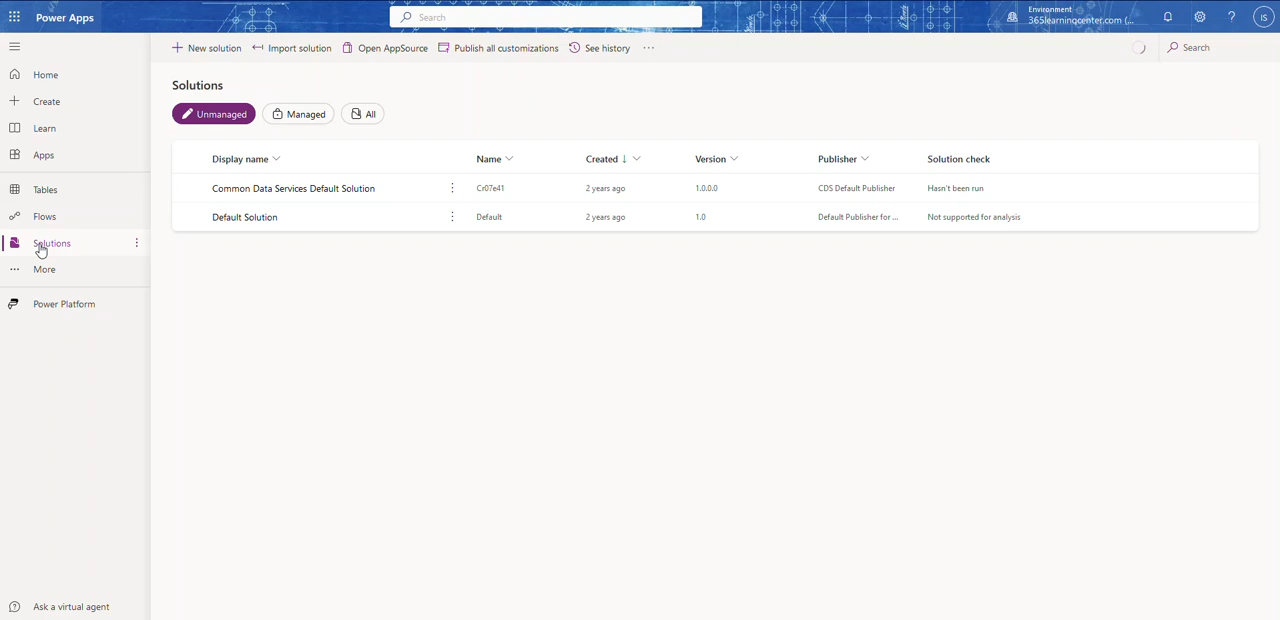 Power Apps
Search
Environment
365learningcenter.com (...
?
IS
Home
Create
Learn
Apps
Tables
Flows
Solutions
More
Power Platform
Ask a virtual agent
New solution Import solution Open AppSource Publish all customizations See history ... Search
Solutions
Unmanaged Managed All
Display name Name Created Version Publisher Solution check
Common Data Services Default Solution Cr07e41 2 years ago 1.0.0.0 CDS Default Publisher Hasn't been run
Default Solution Default 2 years ago 1.0 Default Publisher for ... Not supported for analysis